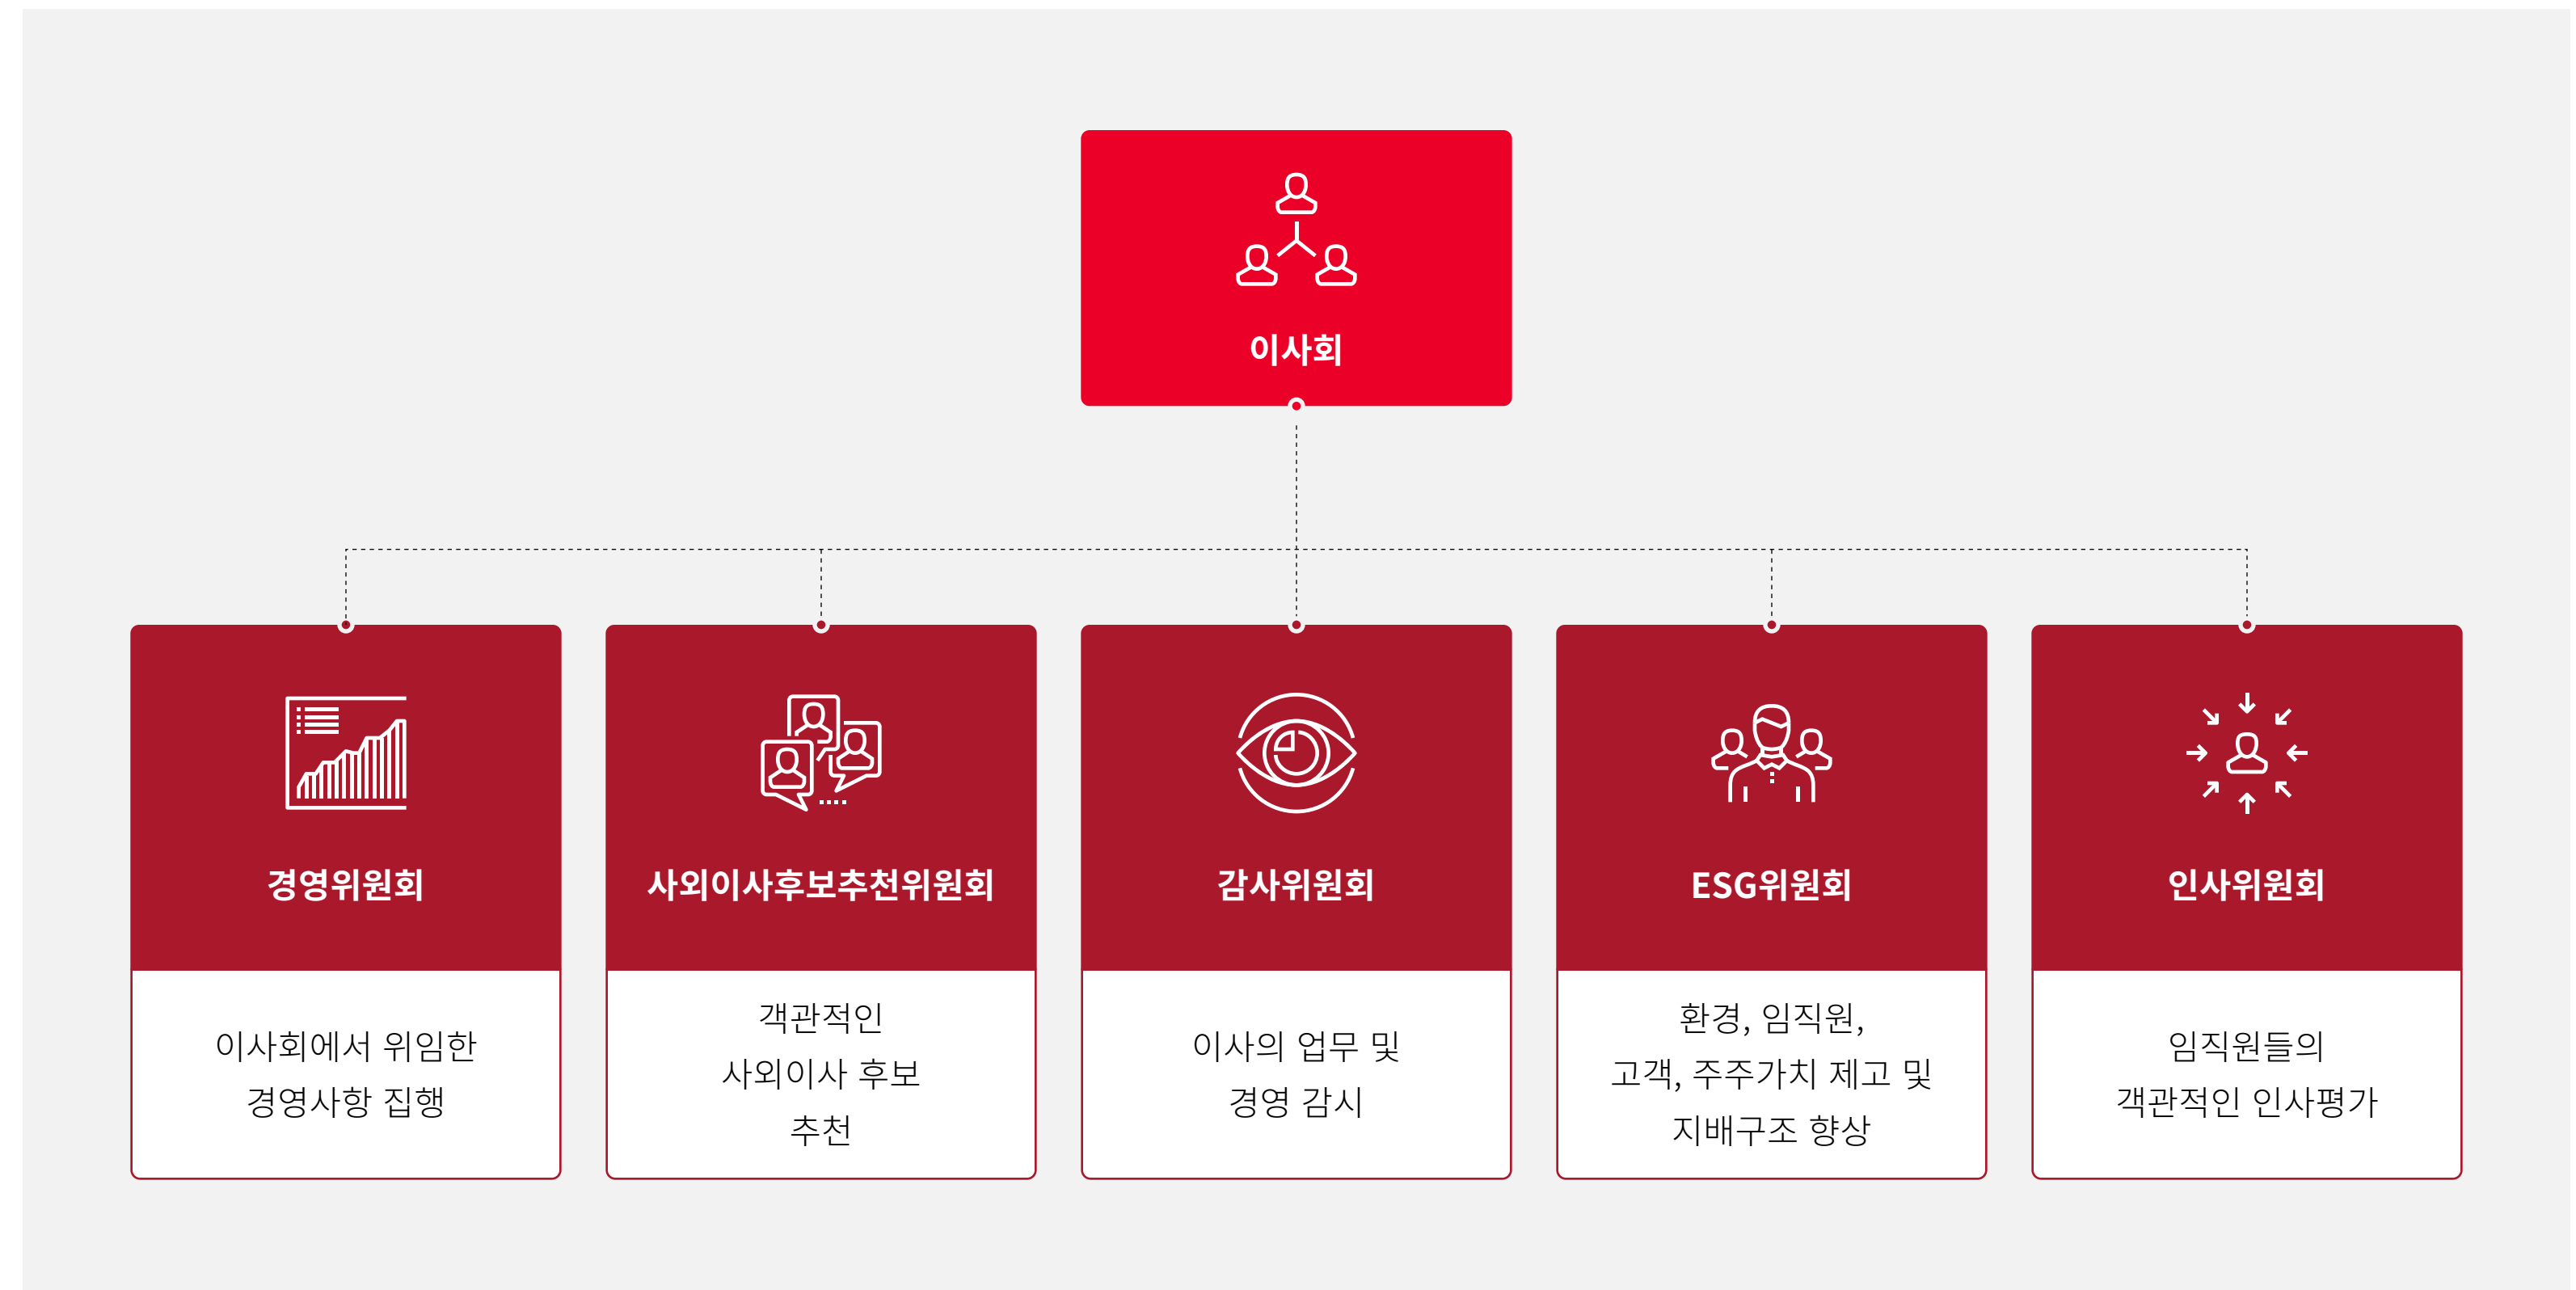 이사회
경영위원회
이사회에서 위임한
경영사항 집행
사외이사후보추천위원회
객관적인
사외이사 후보
추천
감사위원회
이사의 업무 및
경영 감시
ESG위원회
환경, 임직원,
고객, 주주가치 제고 및
지배구조 향상
인사위원회
임직원들의
객관적인 인사평가